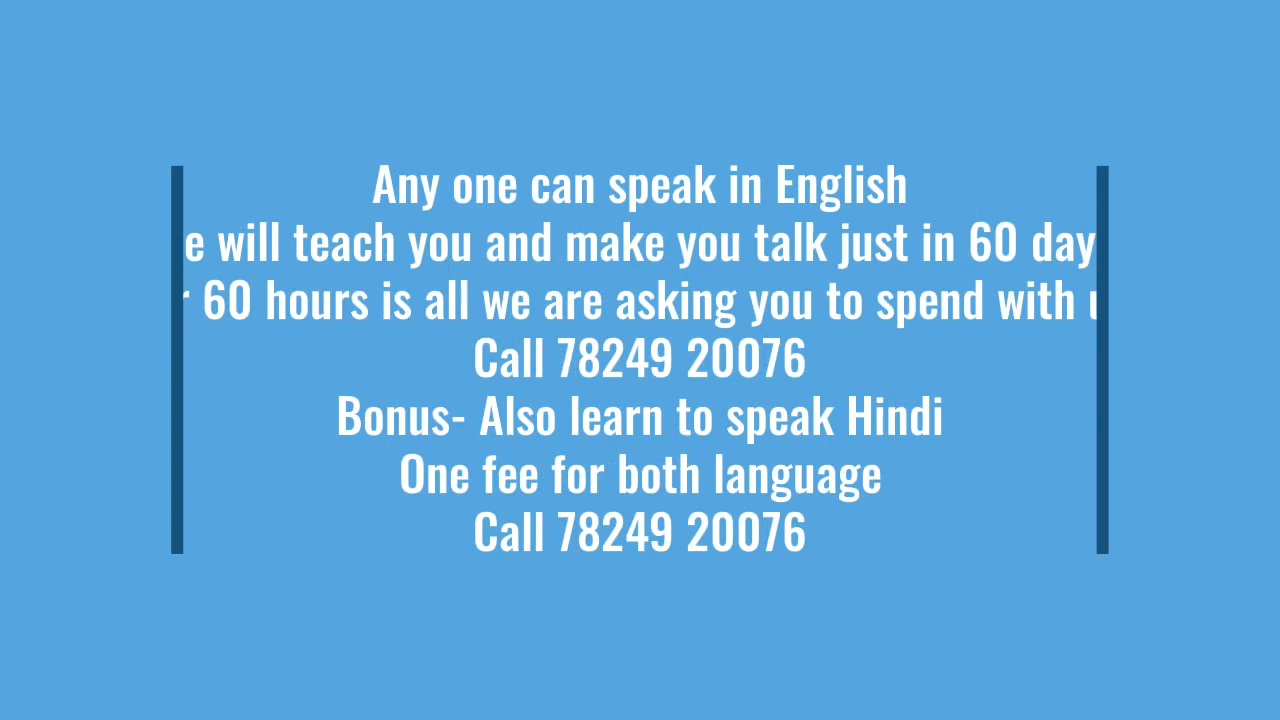 Any one can speak in English
e will teach you and make you talk just in 60 day
60 hours is all we are asking you to spend with
Call 78249 20076
Bonus- Also learn to speak Hindi
One fee for both language
Call 78249 20076